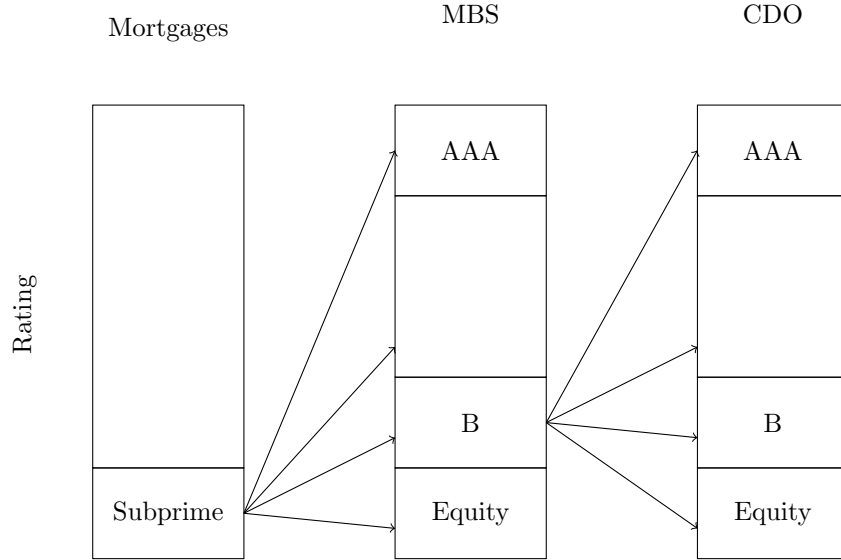 Mortgages
MBS
CDO
Rating
AAA
AAA
B
B
Subprime
Equity
Equity